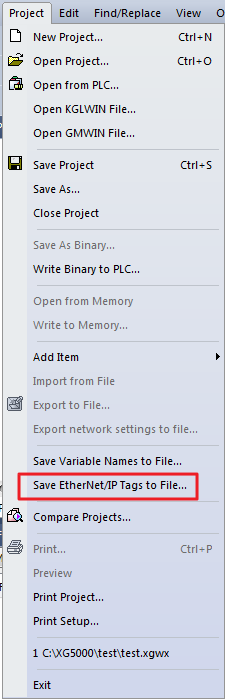 Project Edit Find/Replace View
New Project... Ctrl+N
Open Project... Ctrl+O
Open from PLC...
Open KGLWIN File...
Open GMWIN File...
Save Project Ctrl+S
Save As...
Close Project
Save As Binary...
Write Binary to PLC...
Open from Memory
Write to Memory...
Add Item
Import from File
Export to File...
Export network settings to file...
Save Variable Names to File...
Save EtherNet/IP Tags to File...
Compare Projects...
Print... Ctrl+P
Preview
Print Project...
Print Setup...
1 C:\XG5000\test\test.xgwx
Exit